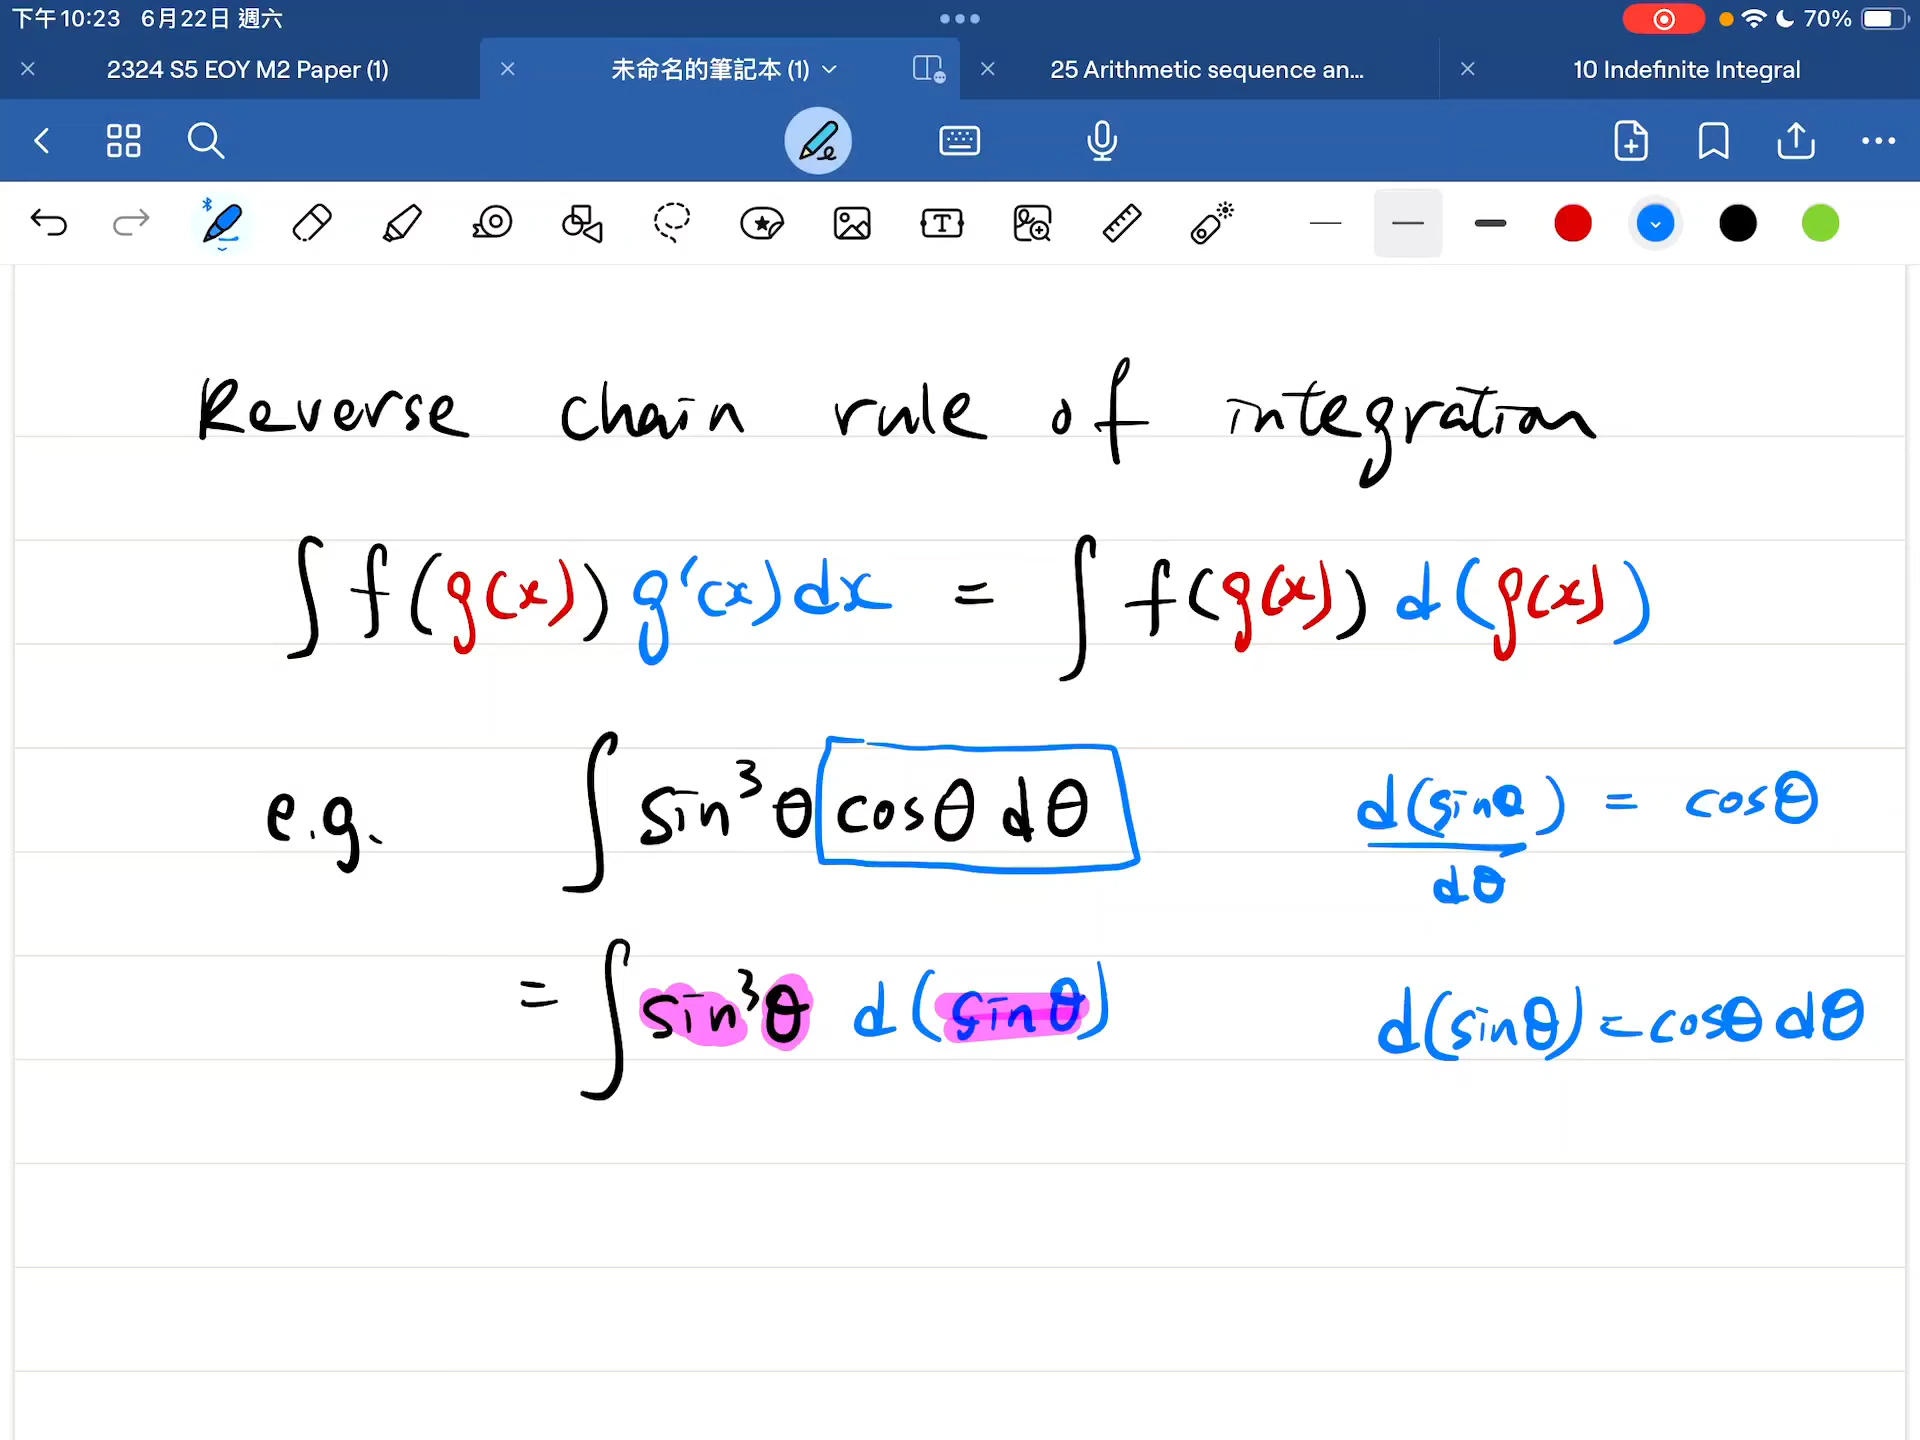 下午10:23 6月22日 週六 70%
2324 S5 EOY M2 Paper (1) 未命名的筆記本 (1) 25 Arithmetic sequence an... 10 Indefinite Integral
Reverse chain rule of integration
∫ f(g(x)) g'(x) dx = ∫ f(g(x)) d(g(x))
e.g. ∫ sin³θ cosθ dθ
d(sinθ)/dθ = cosθ
= ∫ sin³θ d(sinθ)
d(sinθ) = cosθ dθ